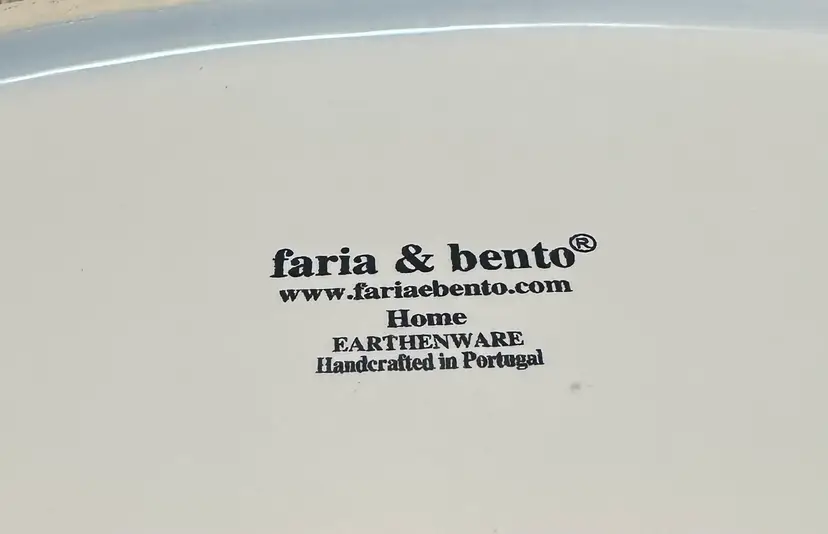 faria & bento®
www.fariaebento.com
Home
EARTHENWARE
Handcrafted in Portugal